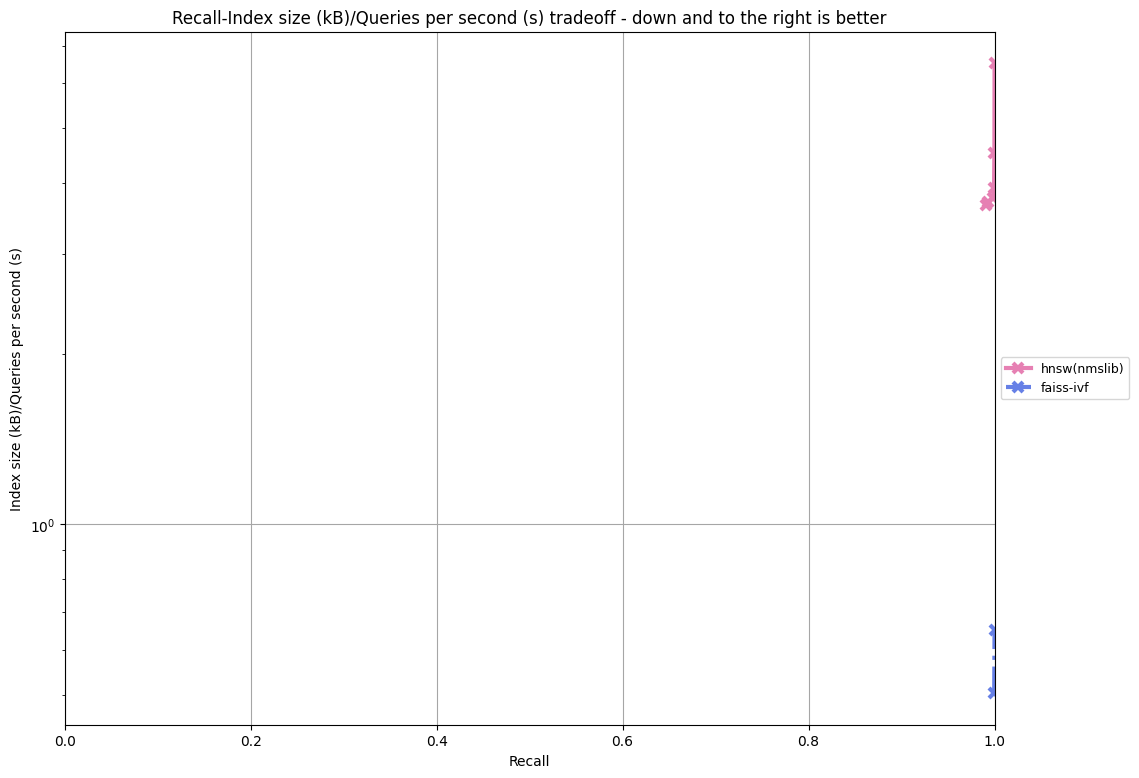 Recall-Index size (kB)/Queries per second (s) tradeoff - down and to the right is better
Index size (kB)/Queries per second (s)
10⁰
0.0 0.2 0.4 0.6 0.8 1.0
Recall
hnsw(nmslib)
faiss-ivf